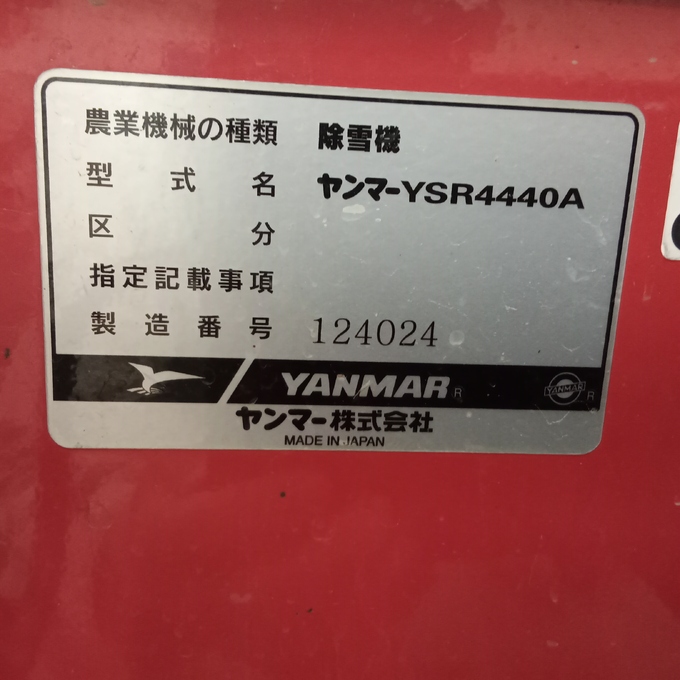 農業機械の種類 除雪機
型式名 ヤンマーYSR4440A
区分
指定記載事項
製造番号 124024
YANMAR R YANMAR R
ヤンマー株式会社
MADE IN JAPAN